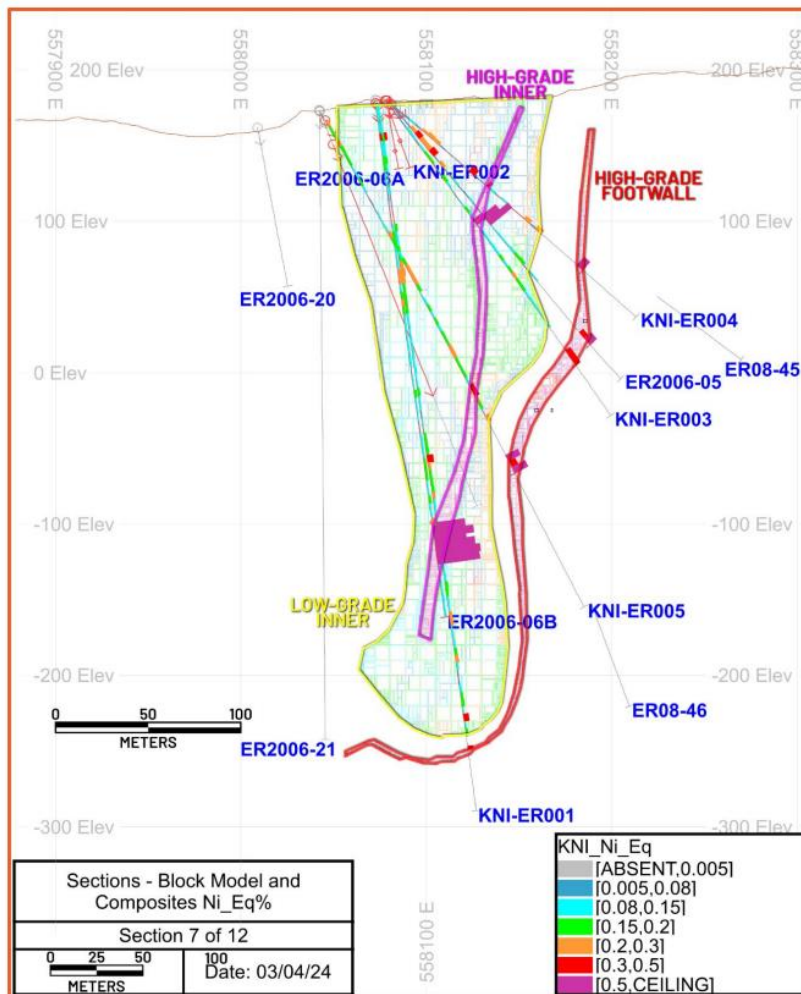 557900 E
558000 E
558100 E
558200 E
558300 E
200 Elev
200 Elev
HIGH-GRADE
INNER
ER2006-06A
KNI-ER002
HIGH-GRADE
FOOTWALL
100 Elev
100 Elev
ER2006-20
KNI-ER004
ER08-45
0 Elev
0 Elev
ER2006-05
KNI-ER003
-100 Elev
-100 Elev
LOW-GRADE
INNER
ER2006-06B
KNI-ER005
-200 Elev
-200 Elev
0 50 100
METERS
ER08-46
ER2006-21
KNI-ER001
-300 Elev
-300 Elev
558100 E
Sections - Block Model and
Composites Ni_Eq%
Section 7 of 12
0 25 50 100
METERS
Date: 03/04/24
KNI_Ni_Eq
[ABSENT,0.005]
[0.005,0.08]
[0.08,0.15]
[0.15,0.2]
[0.2,0.3]
[0.3,0.5]
[0.5,CEILING]